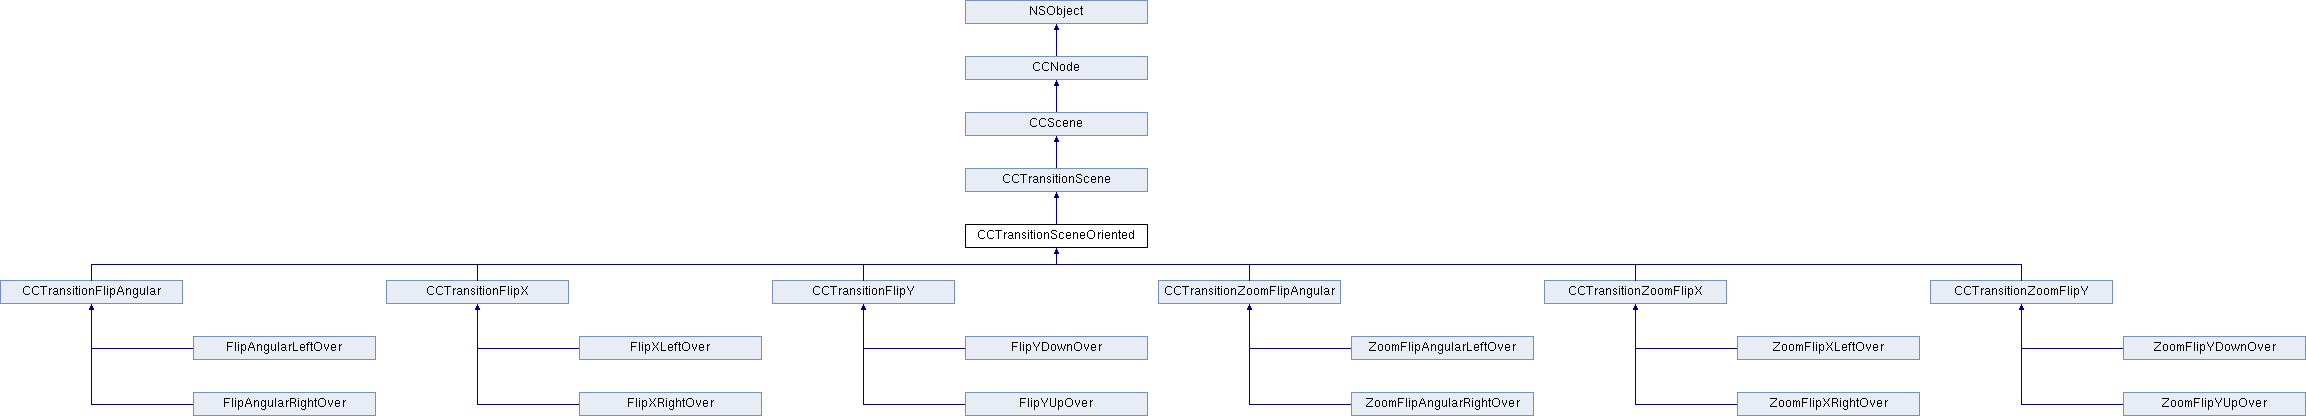 NSObject
CCNode
CCScene
CCTransitionScene
CCTransitionSceneOriented
CCTransitionFlipAngular
CCTransitionFlipX
CCTransitionFlipY
CCTransitionZoomFlipAngular
CCTransitionZoomFlipX
CCTransitionZoomFlipY
FlipAngularLeftOver
FlipXLeftOver
FlipYDownOver
ZoomFlipAngularLeftOver
ZoomFlipXLeftOver
ZoomFlipYDownOver
FlipAngularRightOver
FlipXRightOver
FlipYUpOver
ZoomFlipAngularRightOver
ZoomFlipXRightOver
ZoomFlipYUpOver